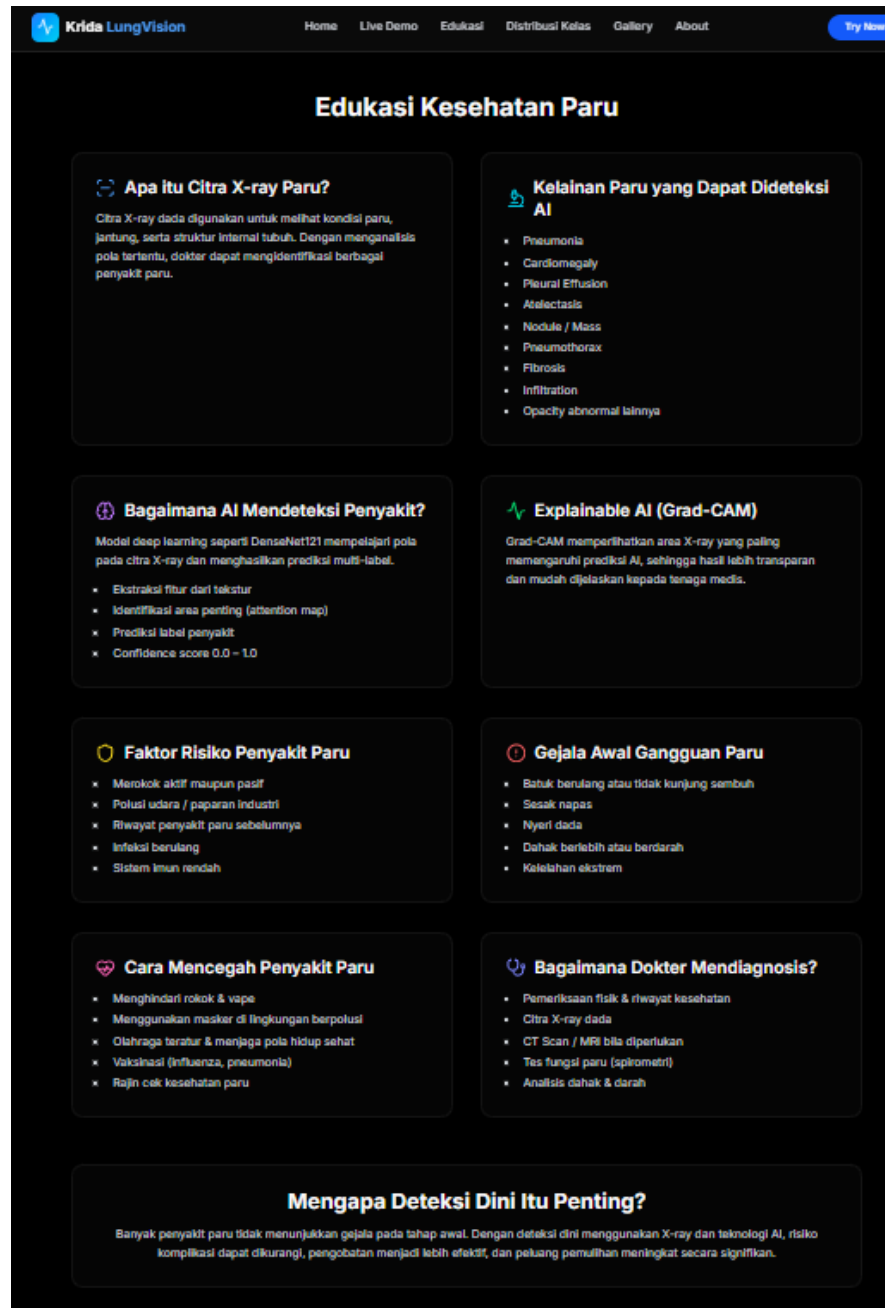 Krida LungVision
Home Live Demo Edukasi Distribusi Kelas Gallery About
Try Now
Edukasi Kesehatan Paru
Apa itu Citra X-ray Paru?
Citra X-ray dada digunakan untuk melihat kondisi paru,
jantung, serta struktur internal tubuh. Dengan menganalisis
pola tertentu, dokter dapat mengidentifikasi berbagai
penyakit paru.
Kelainan Paru yang Dapat Dideteksi
AI
Pneumonia
Cardiomegaly
Pleural Effusion
Atelectasis
Nodule / Mass
Pneumothorax
Fibrosis
Infiltration
Opacity abnormal lainnya
Bagaimana AI Mendeteksi Penyakit?
Model deep learning seperti DenseNet121 mempelajari pola
pada citra X-ray dan menghasilkan prediksi multi-label.
Ekstraksi fitur dari tekstur
Identifikasi area penting (attention map)
Prediksi label penyakit
Confidence score 0.0 – 1.0
Explainable AI (Grad-CAM)
Grad-CAM memperlihatkan area X-ray yang paling
memengaruhi prediksi AI, sehingga hasil lebih transparan
dan mudah dijelaskan kepada tenaga medis.
Faktor Risiko Penyakit Paru
Merokok aktif maupun pasif
Polusi udara / paparan industri
Riwayat penyakit paru sebelumnya
Infeksi berulang
Sistem imun rendah
Gejala Awal Gangguan Paru
Batuk berulang atau tidak kunjung sembuh
Sesak napas
Nyeri dada
Dahak berlebih atau berdarah
Kelelahan ekstrem
Cara Mencegah Penyakit Paru
Menghindari rokok & vape
Menggunakan masker di lingkungan berpolusi
Olahraga teratur & menjaga pola hidup sehat
Vaksinasi (influenza, pneumonia)
Rajin cek kesehatan paru
Bagaimana Dokter Mendiagnosis?
Pemeriksaan fisik & riwayat kesehatan
Citra X-ray dada
CT Scan / MRI bila diperlukan
Tes fungsi paru (spirometri)
Analisis dahak & darah
Mengapa Deteksi Dini Itu Penting?
Banyak penyakit paru tidak menunjukkan gejala pada tahap awal. Dengan deteksi dini menggunakan X-ray dan teknologi AI, risiko
komplikasi dapat dikurangi, pengobatan menjadi lebih efektif, dan peluang pemulihan meningkat secara signifikan.